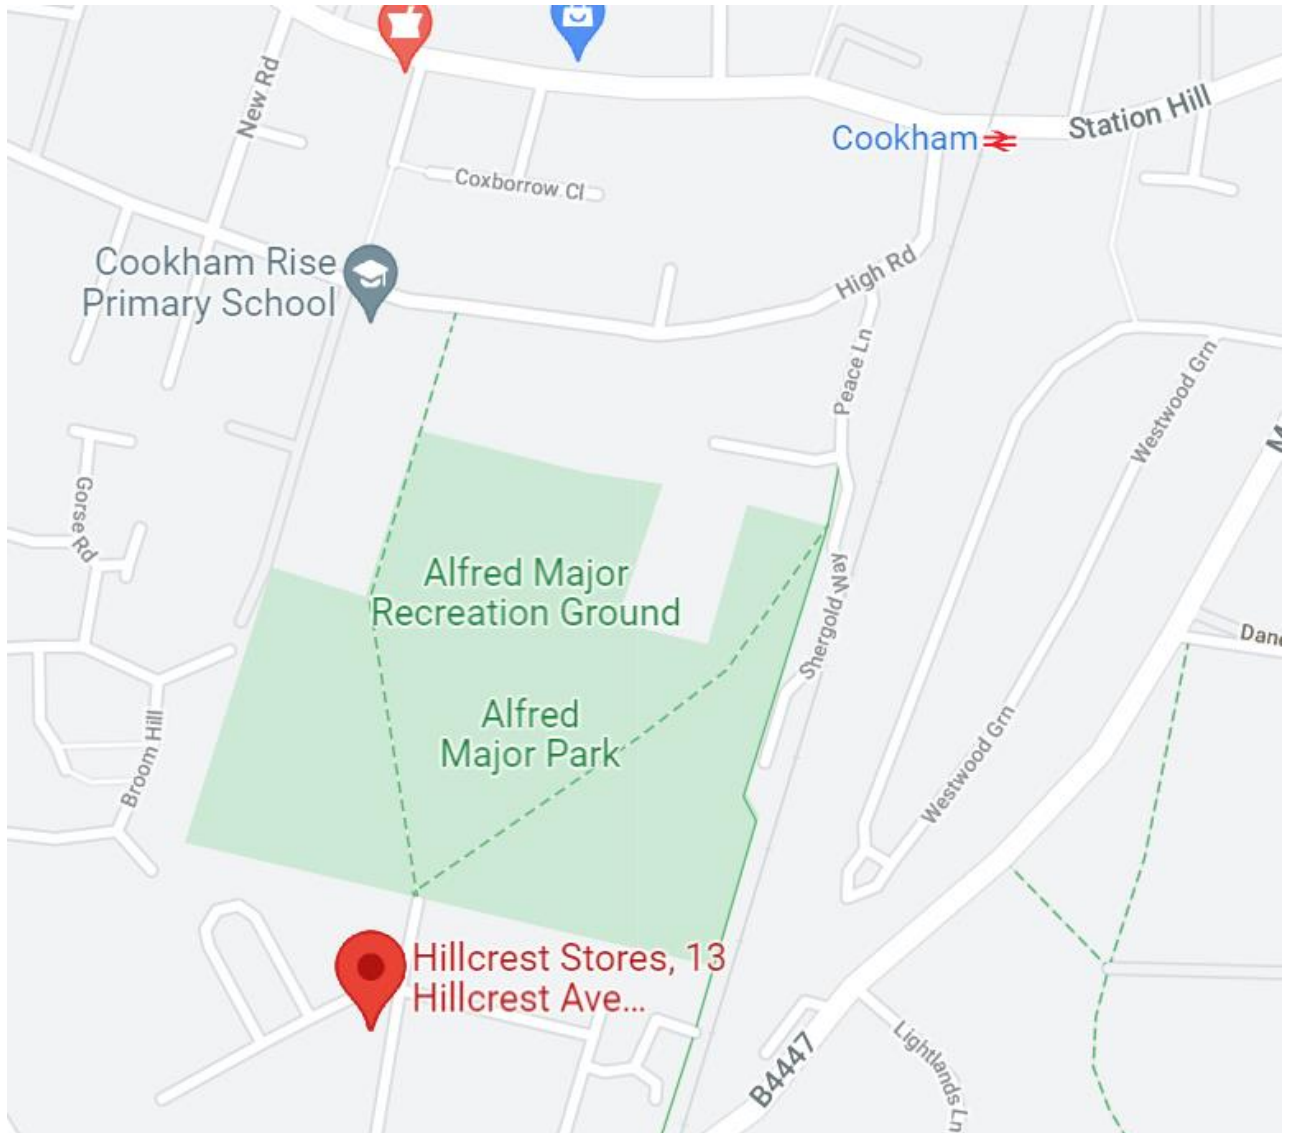 New Rd
Station Hill
Cookham
Coxborrow Cl
Cookham Rise
Primary School
High Rd
Peace Ln
Westwood Grn
Gorse Rd
Alfred Major
Recreation Ground
Shergold Way
Dane
Alfred
Major Park
Broom Hill
Westwood Grn
Hillcrest Stores, 13
Hillcrest Ave...
B4447
Lightlands Ln